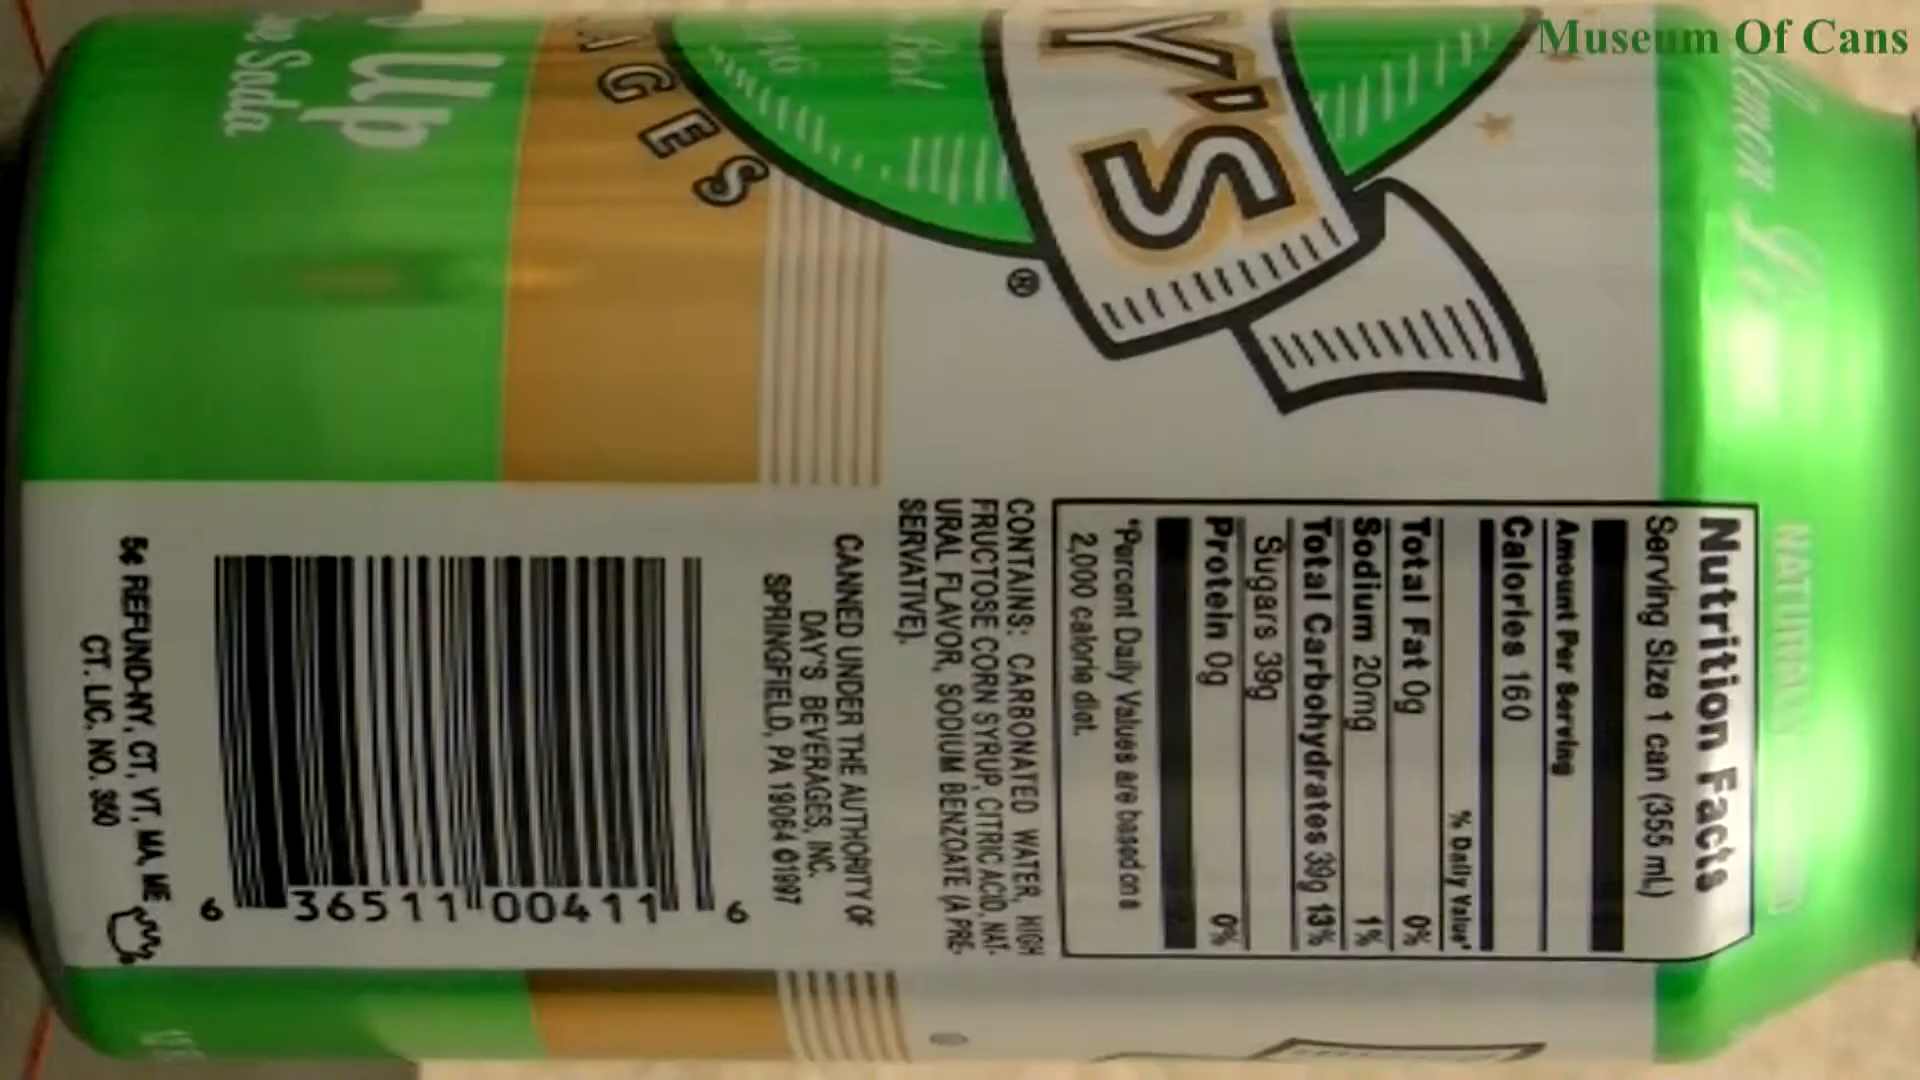 Museum Of Cans
Up
Soda
AGES
Y'S
®
Lemon
NATURAL
Nutrition Facts
Serving Size 1 can (355 mL)
Amount Per Serving
Calories 160
% Daily Value*
Total Fat 0g 0%
Sodium 20mg 1%
Total Carbohydrates 39g 13%
Sugars 39g
Protein 0g 0%
*Percent Daily Values are based on a
2,000 calorie diet.
CONTAINS: CARBONATED WATER, HIGH
FRUCTOSE CORN SYRUP, CITRIC ACID, NAT-
URAL FLAVOR, SODIUM BENZOATE (A PRE-
SERVATIVE).
CANNED UNDER THE AUTHORITY OF
DAY'S BEVERAGES, INC.
SPRINGFIELD, PA 19064 ©1997
6 36511 00411 6
5¢ REFUND-NY, CT, VT, MA, ME
CT. LIC. NO.